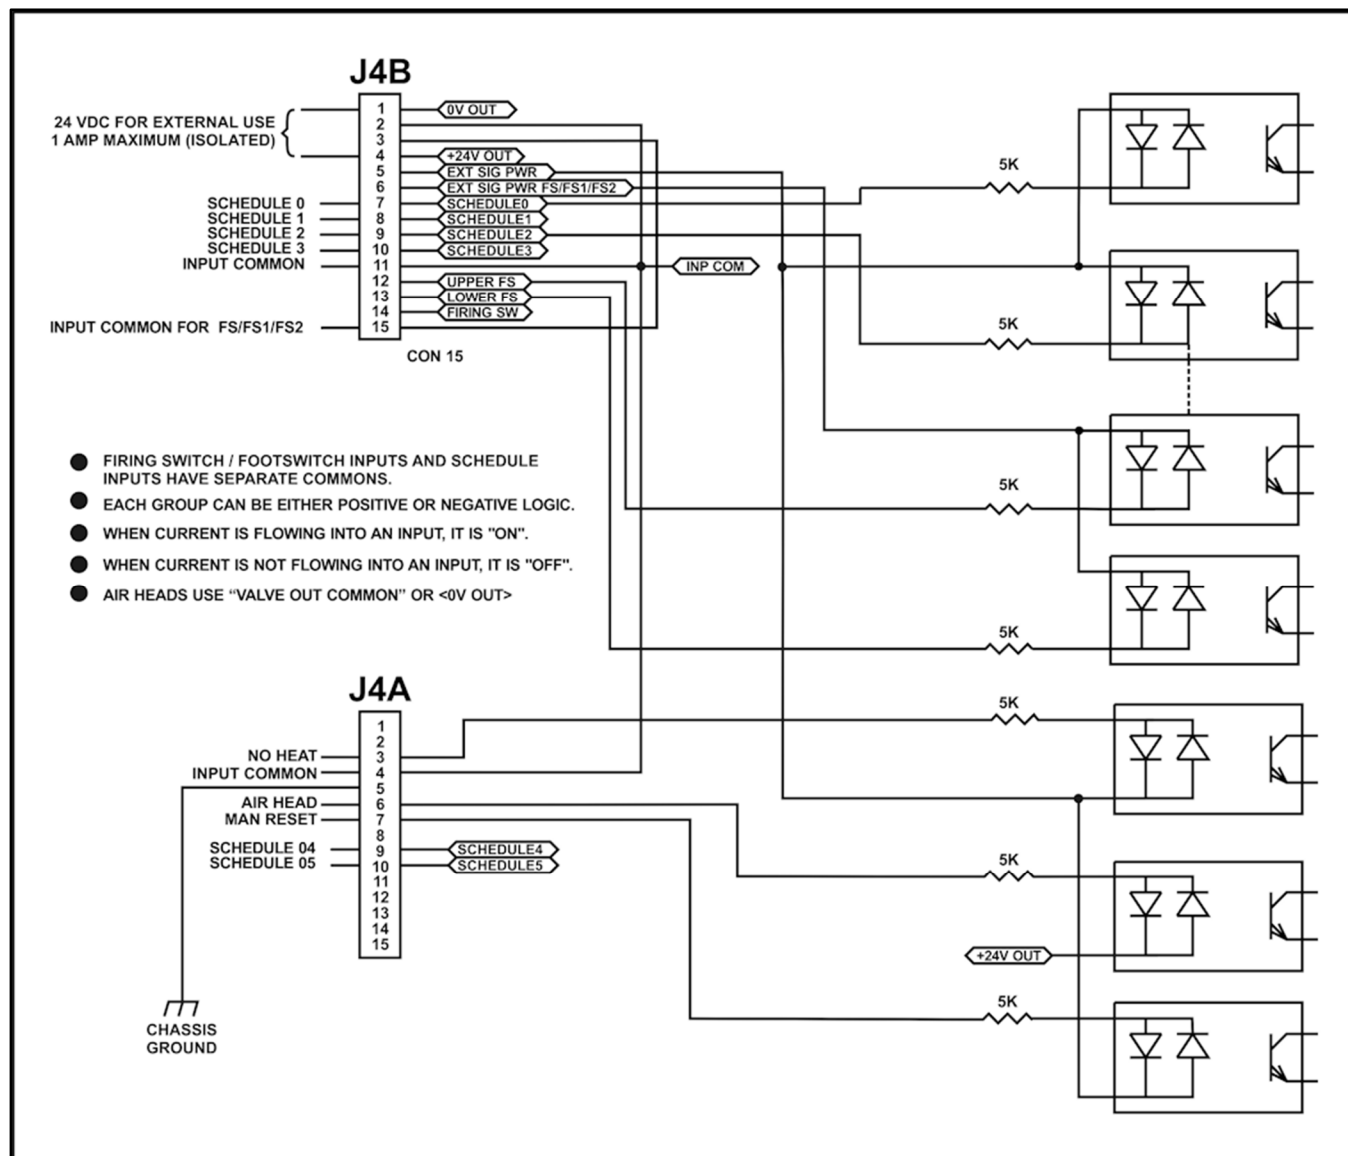 J4B
24 VDC FOR EXTERNAL USE
1 AMP MAXIMUM (ISOLATED)
1
0V OUT
2
3
4
+24V OUT
5
EXT SIG PWR
6
EXT SIG PWR FS/FS1/FS2
SCHEDULE 0
7
SCHEDULE0
SCHEDULE 1
8
SCHEDULE1
SCHEDULE 2
9
SCHEDULE2
SCHEDULE 3
10
SCHEDULE3
INPUT COMMON
11
INP COM
12
UPPER FS
13
LOWER FS
14
FIRING SW
INPUT COMMON FOR FS/FS1/FS2
15
CON 15
5K
5K
5K
5K
5K
5K
5K
FIRING SWITCH / FOOTSWITCH INPUTS AND SCHEDULE
INPUTS HAVE SEPARATE COMMONS.
EACH GROUP CAN BE EITHER POSITIVE OR NEGATIVE LOGIC.
WHEN CURRENT IS FLOWING INTO AN INPUT, IT IS "ON".
WHEN CURRENT IS NOT FLOWING INTO AN INPUT, IT IS "OFF".
AIR HEADS USE “VALVE OUT COMMON” OR <0V OUT>
J4A
1
2
NO HEAT
3
INPUT COMMON
4
5
AIR HEAD
6
MAN RESET
7
8
SCHEDULE 04
9
SCHEDULE4
SCHEDULE 05
10
SCHEDULE5
11
12
13
14
15
+24V OUT
CHASSIS
GROUND